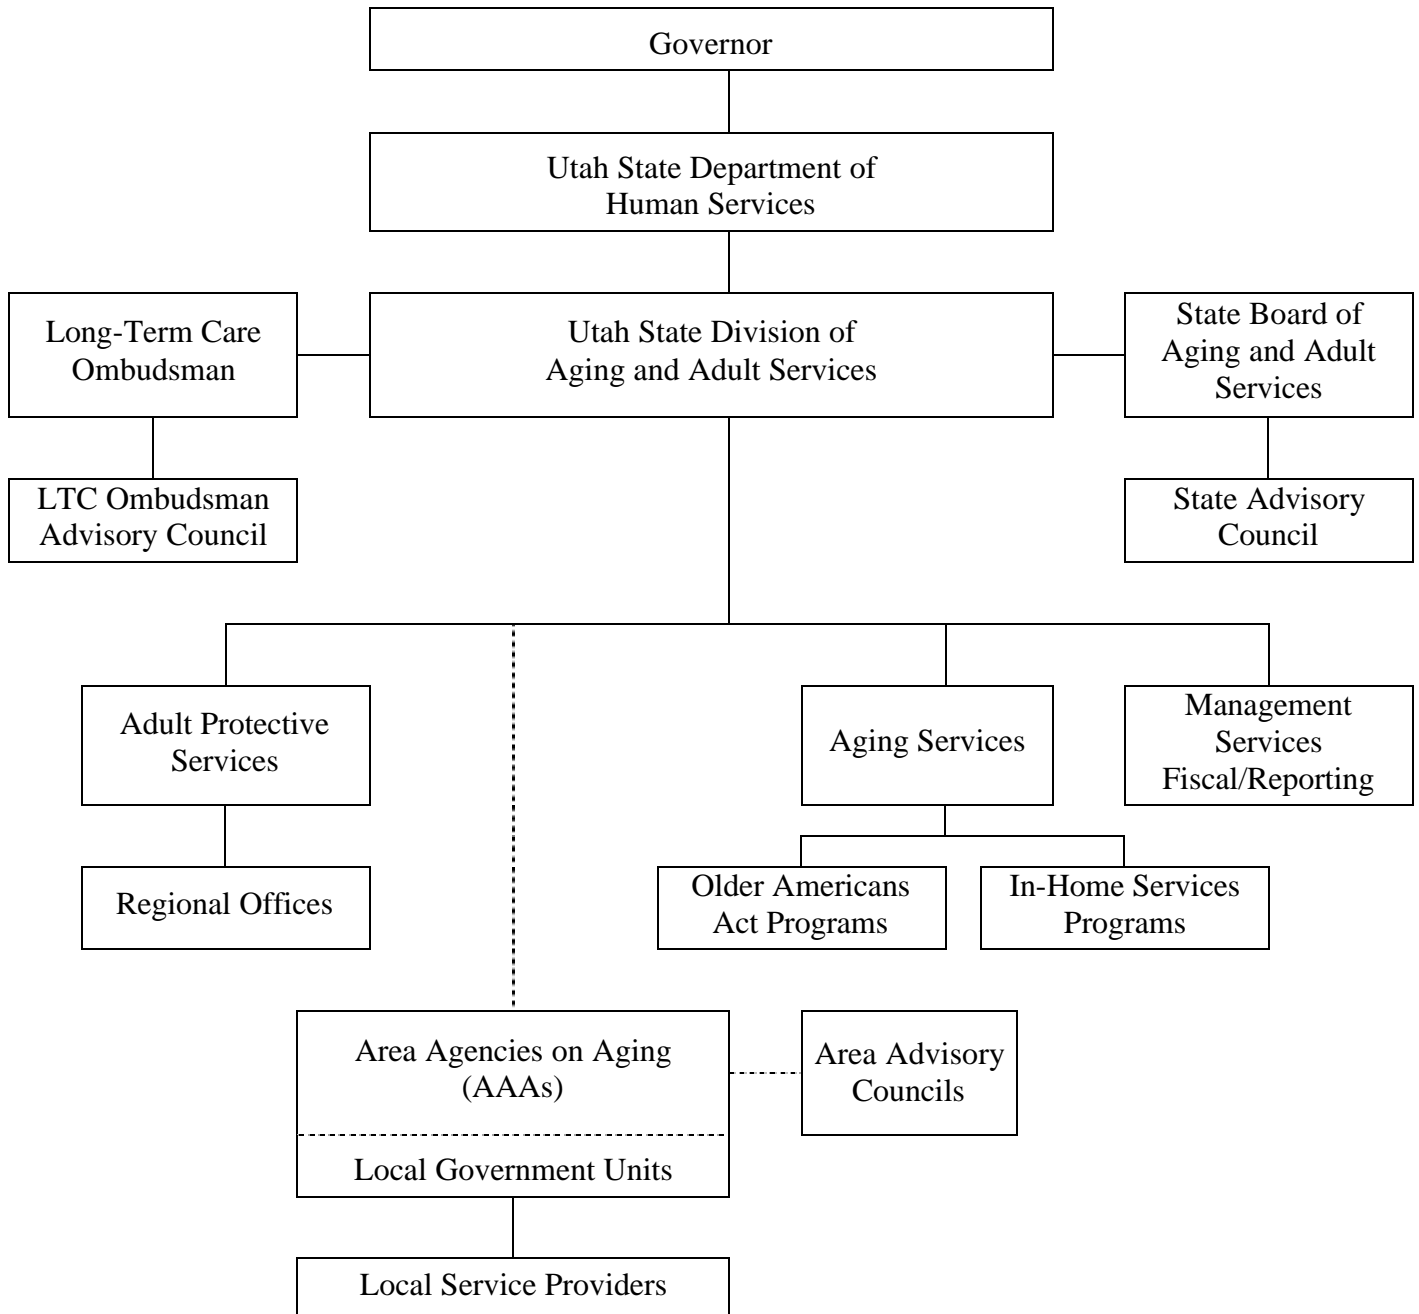 Governor
Utah State Department of
Human Services
Long-Term Care
Ombudsman
Utah State Division of
Aging and Adult Services
State Board of
Aging and Adult
Services
LTC Ombudsman
Advisory Council
State Advisory
Council
Adult Protective
Services
Aging Services
Management
Services
Fiscal/Reporting
Regional Offices
Older Americans
Act Programs
In-Home Services
Programs
Area Agencies on Aging
(AAAs)
Area Advisory
Councils
Local Government Units
Local Service Providers